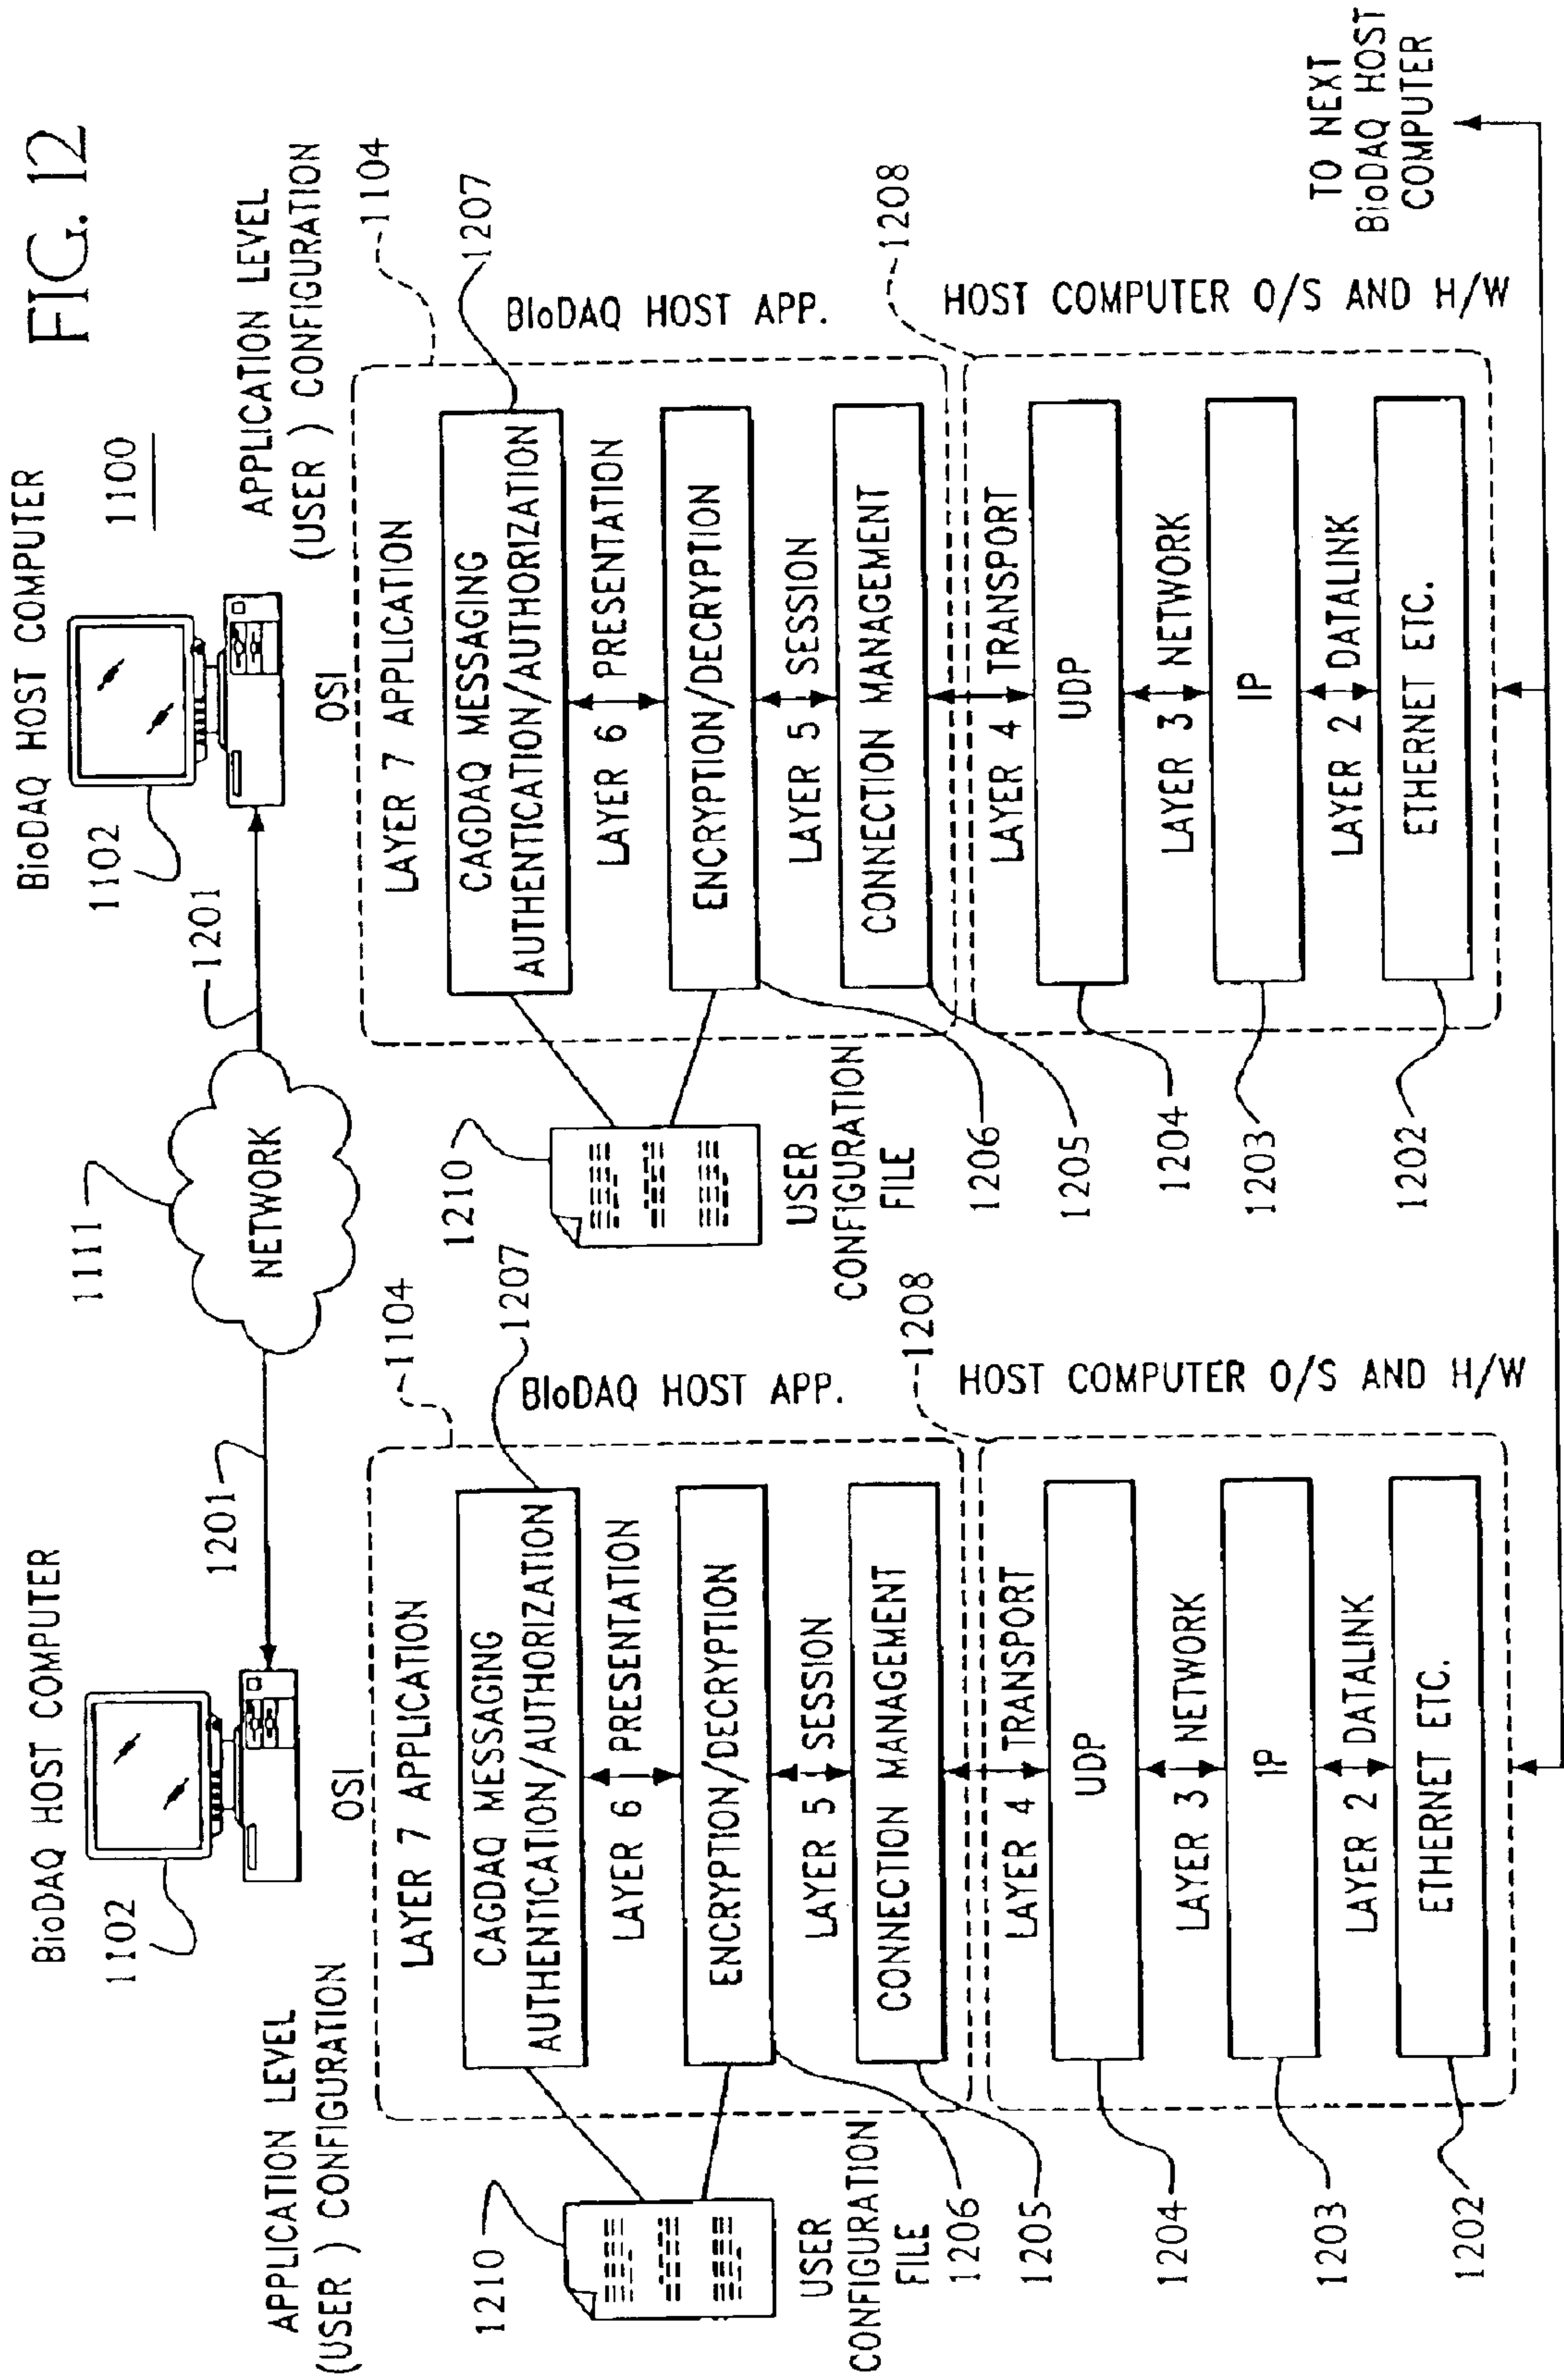 FIG. 12
BioDAQ HOST COMPUTER
1102
1201
1111
NETWORK
1201
BioDAQ HOST COMPUTER
1102
1100
APPLICATION LEVEL
(USER ) CONFIGURATION
OSI
1104
LAYER 7 APPLICATION
CAGDAQ MESSAGING
AUTHENTICATION/AUTHORIZATION
1207
BIoDAQ HOST APP.
LAYER 6 PRESENTATION
ENCRYPTION/DECRYPTION
LAYER 5 SESSION
CONNECTION MANAGEMENT
1210
USER
CONFIGURATION
FILE
1206
1205
1208
HOST COMPUTER O/S AND H/W
LAYER 4 TRANSPORT
UDP
1204
LAYER 3 NETWORK
IP
1203
LAYER 2 DATALINK
ETHERNET ETC.
1202
APPLICATION LEVEL
(USER ) CONFIGURATION
OSI
1104
LAYER 7 APPLICATION
CAGDAQ MESSAGING
AUTHENTICATION/AUTHORIZATION
1207
BIoDAQ HOST APP.
LAYER 6 PRESENTATION
ENCRYPTION/DECRYPTION
LAYER 5 SESSION
CONNECTION MANAGEMENT
1210
USER
CONFIGURATION
FILE
1206
1205
1208
HOST COMPUTER O/S AND H/W
LAYER 4 TRANSPORT
UDP
1204
LAYER 3 NETWORK
IP
1203
LAYER 2 DATALINK
ETHERNET ETC.
1202
TO NEXT
BioDAQ HOST
COMPUTER